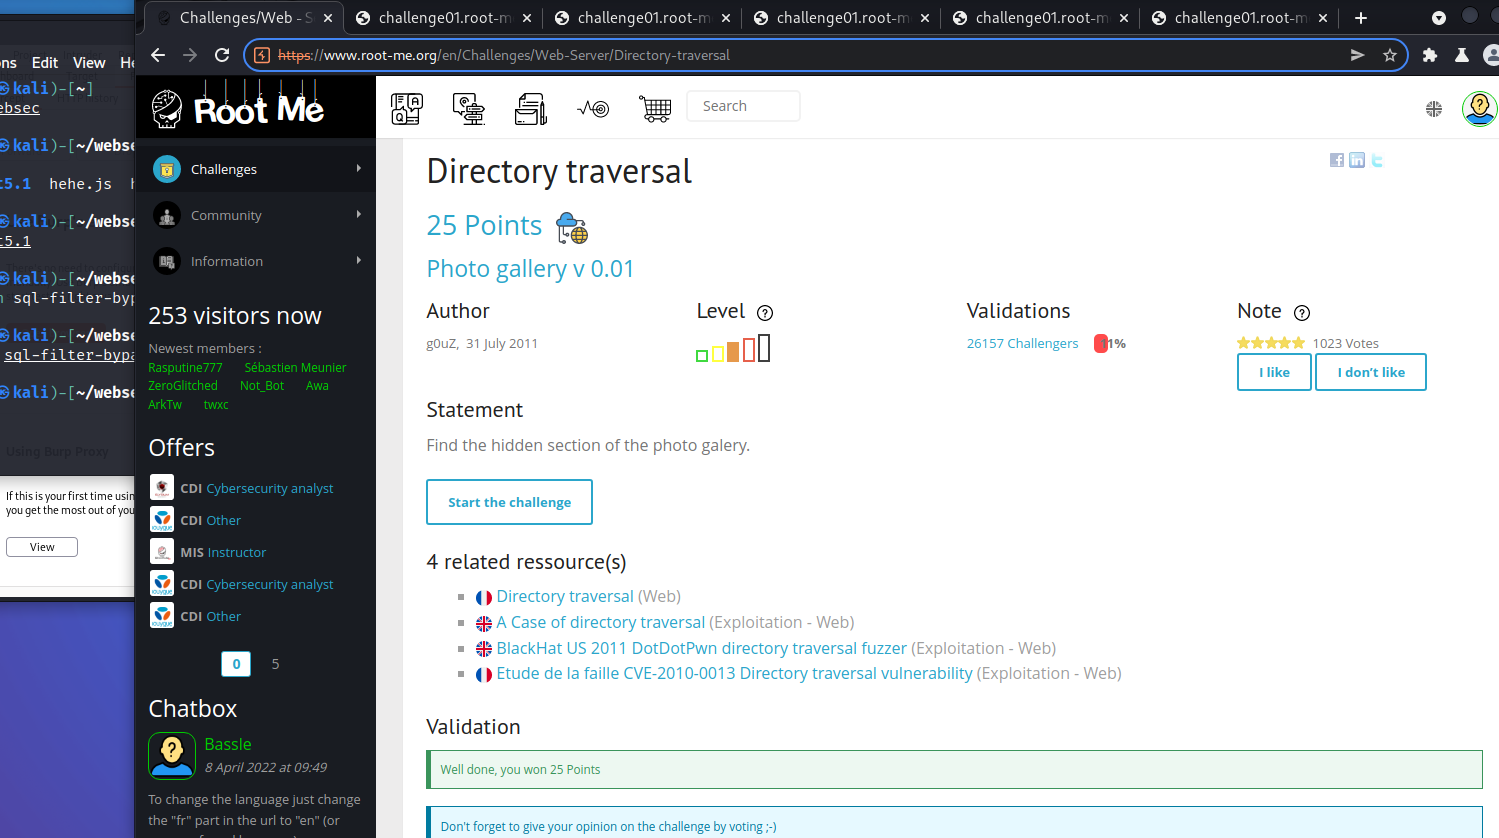 Challenges/Web - S
challenge01.root-m
challenge01.root-m
challenge01.root-m
challenge01.root-m
challenge01.root-m
https://www.root-me.org/en/Challenges/Web-Server/Directory-traversal
ons Edit View He
kali)-[~]
ebsec
kali)-[~/webse
t5.1 hehe.js h
kali)-[~/webse
t5.1
kali)-[~/webse
n sql-filter-byp
kali)-[~/webse
sql-filter-bypa
kali)-[~/webse
Using Burp Proxy
If this is your first time usin
you get the most out of you
View
Root Me
Search
Challenges
Community
Information
253 visitors now
Newest members :
Rasputine777 Sébastien Meunier
ZeroGlitched Not_Bot Awa
ArkTw twxc
Offers
CDI Cybersecurity analyst
CDI Other
MIS Instructor
CDI Cybersecurity analyst
CDI Other
0 5
Chatbox
Bassle
8 April 2022 at 09:49
To change the language just change
the "fr" part in the url to "en" (or
Directory traversal
25 Points
Photo gallery v 0.01
Author
g0uZ, 31 July 2011
Level
Validations
26157 Challengers 11%
Note
1023 Votes
I like
I don't like
Statement
Find the hidden section of the photo galery.
Start the challenge
4 related ressource(s)
Directory traversal (Web)
A Case of directory traversal (Exploitation - Web)
BlackHat US 2011 DotDotPwn directory traversal fuzzer (Exploitation - Web)
Etude de la faille CVE-2010-0013 Directory traversal vulnerability (Exploitation - Web)
Validation
Well done, you won 25 Points
Don't forget to give your opinion on the challenge by voting ;-)